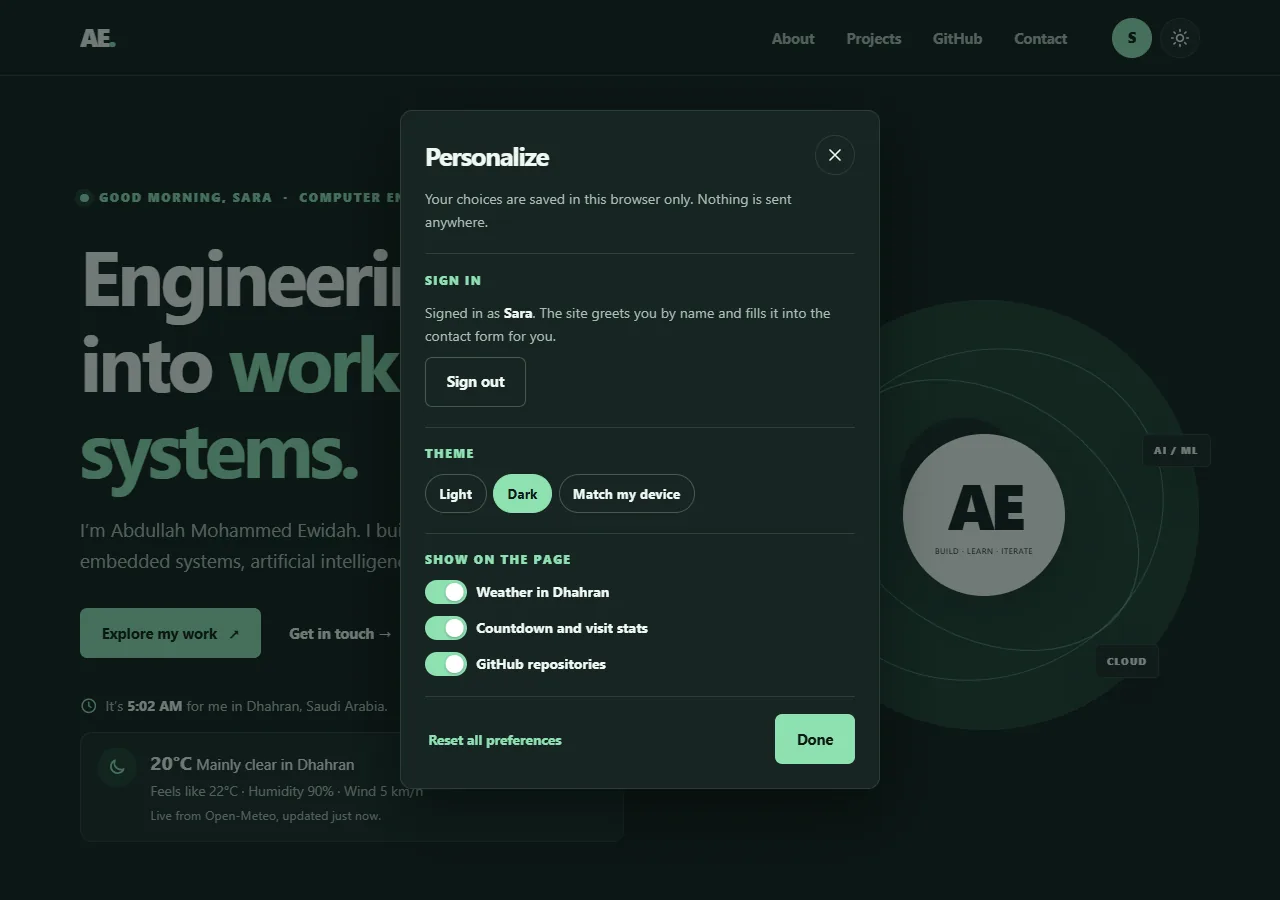 AE.
About
Projects
GitHub
Contact
S
Personalize
Your choices are saved in this browser only. Nothing is sent
anywhere.
SIGN IN
Signed in as Sara. The site greets you by name and fills it into the
contact form for you.
Sign out
THEME
Light
Dark
Match my device
SHOW ON THE PAGE
Weather in Dhahran
Countdown and visit stats
GitHub repositories
Reset all preferences
Done
GOOD MORNING, SARA · COMPUTER
into work
systems.
I'm Abdullah Mohammed Ewidah. I
embedded systems, artificial
Explore my work ↗
Get in touch →
It's 5:02 AM for me in Dhahran, Saudi Arabia.
20°C Mainly clear in Dhahran
Feels like 22°C · Humidity 90% · Wind 5 km/h
Live from Open-Meteo, updated just now.
AI / ML
AE
BUILD · LEARN · ITERATE
CLOUD